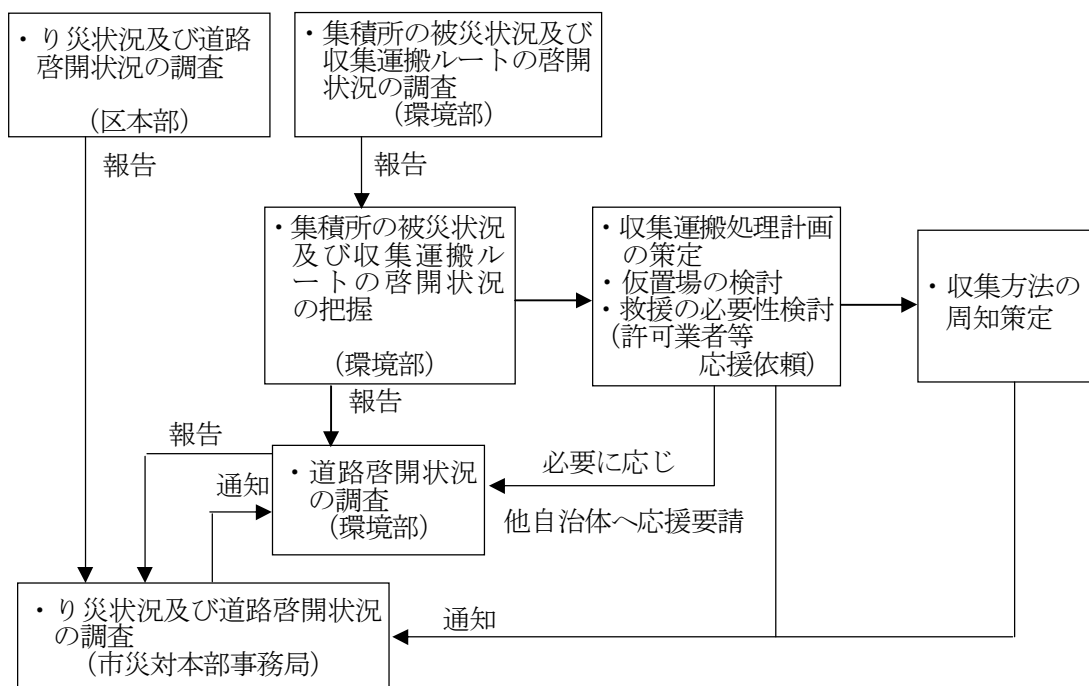 ・り災状況及び道路
啓開状況の調査
(区本部)
・集積所の被災状況及び
収集運搬ルートの啓開
状況の調査
(環境部)
報告
報告
・集積所の被災状況
及び収集運搬ル
ートの啓開状況
の把握
(環境部)
・収集運搬処理計画
の策定
・仮置場の検討
・救援の必要性検討
(許可業者等
応援依頼)
・収集方法の
周知策定
報告
報告
通知
・道路啓開状況
の調査
(環境部)
必要に応じ
他自治体へ応援要請
・り災状況及び道路啓開状況
の調査
(市災対本部事務局)
通知